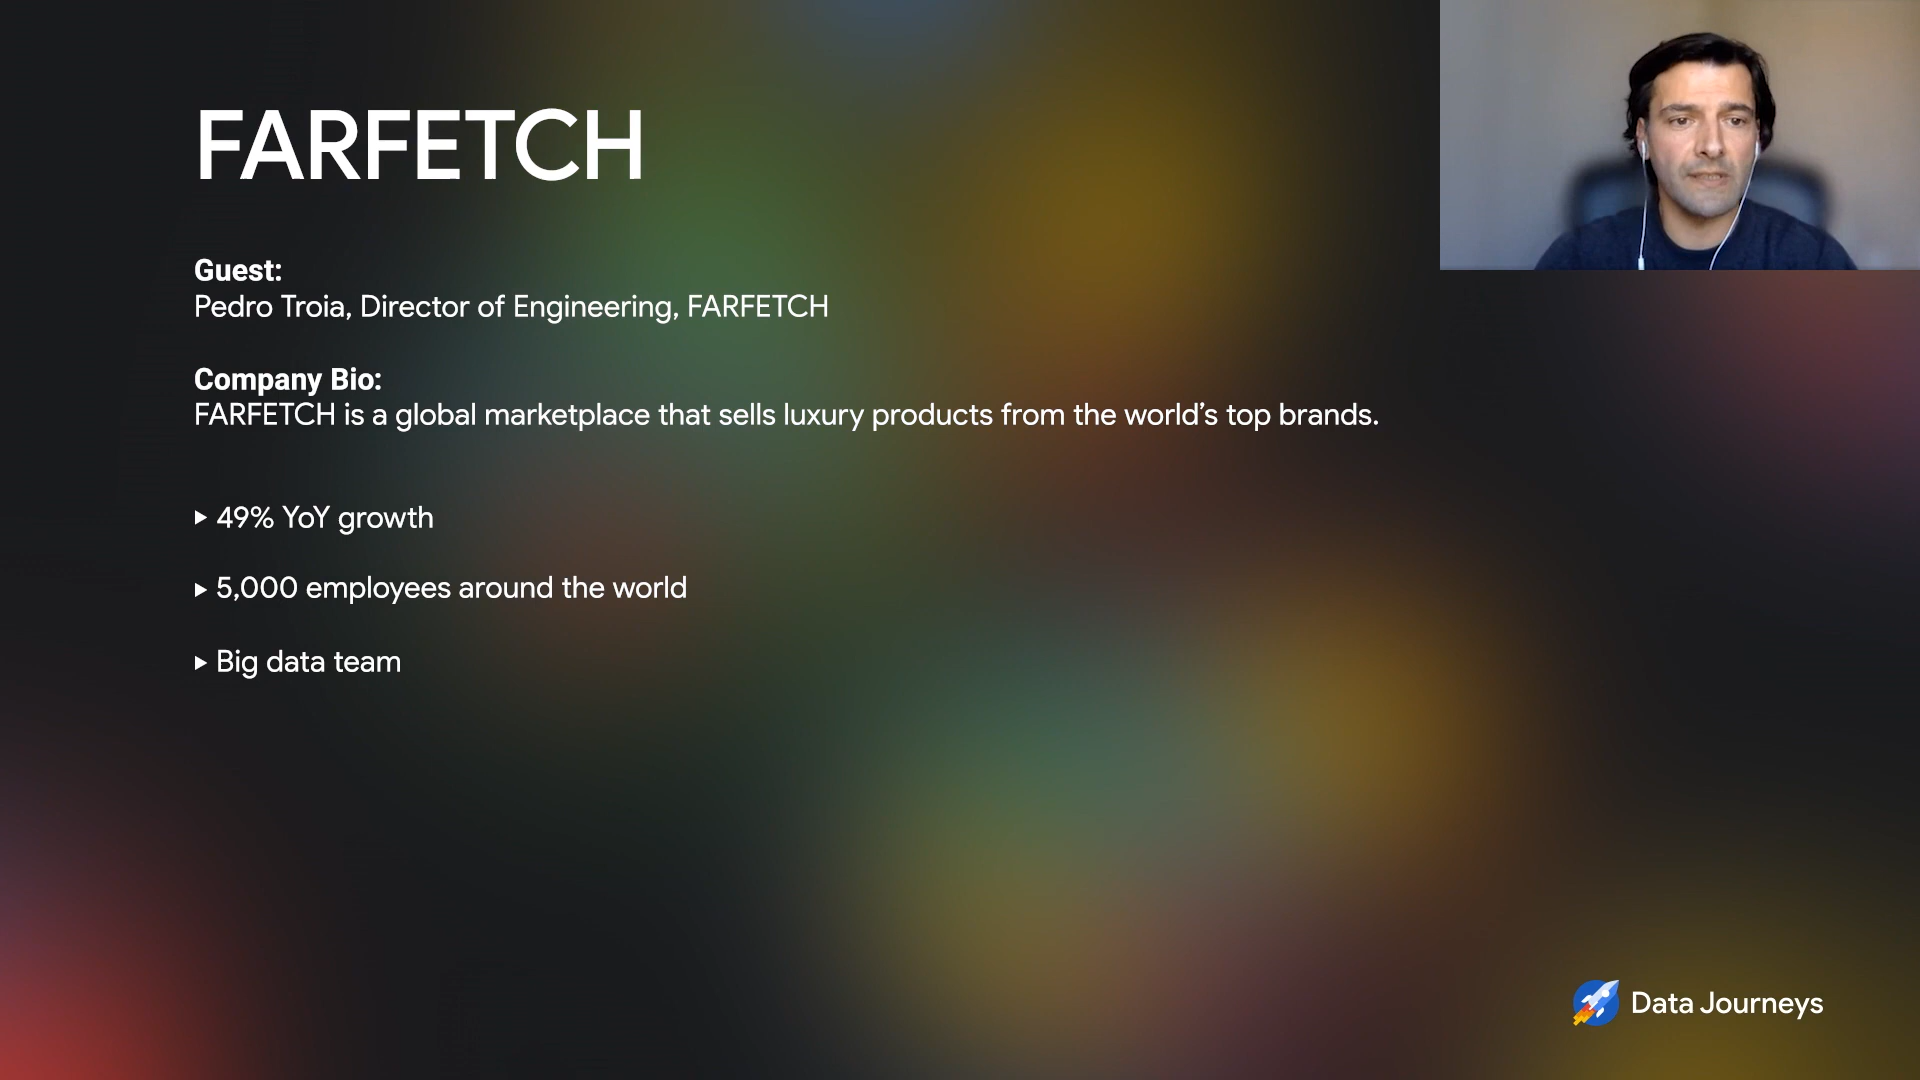 FARFETCH
Guest:
Pedro Troia, Director of Engineering, FARFETCH
Company Bio:
FARFETCH is a global marketplace that sells luxury products from the world’s top brands.
▸ 49% YoY growth
▸ 5,000 employees around the world
▸ Big data team
Data Journeys